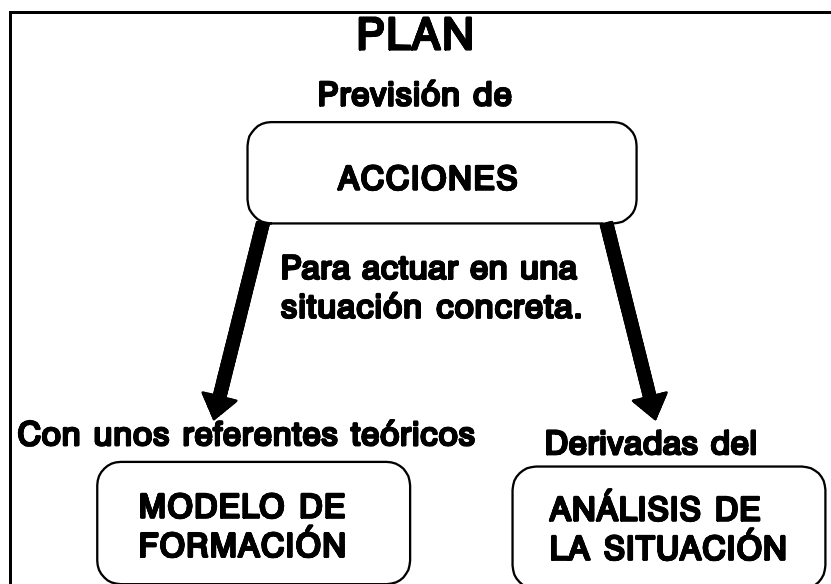 PLAN
Previsión de
ACCIONES
Para actuar en una
situación concreta.
Con unos referentes teóricos
MODELO DE
FORMACIÓN
Derivadas del
ANÁLISIS DE
LA SITUACIÓN